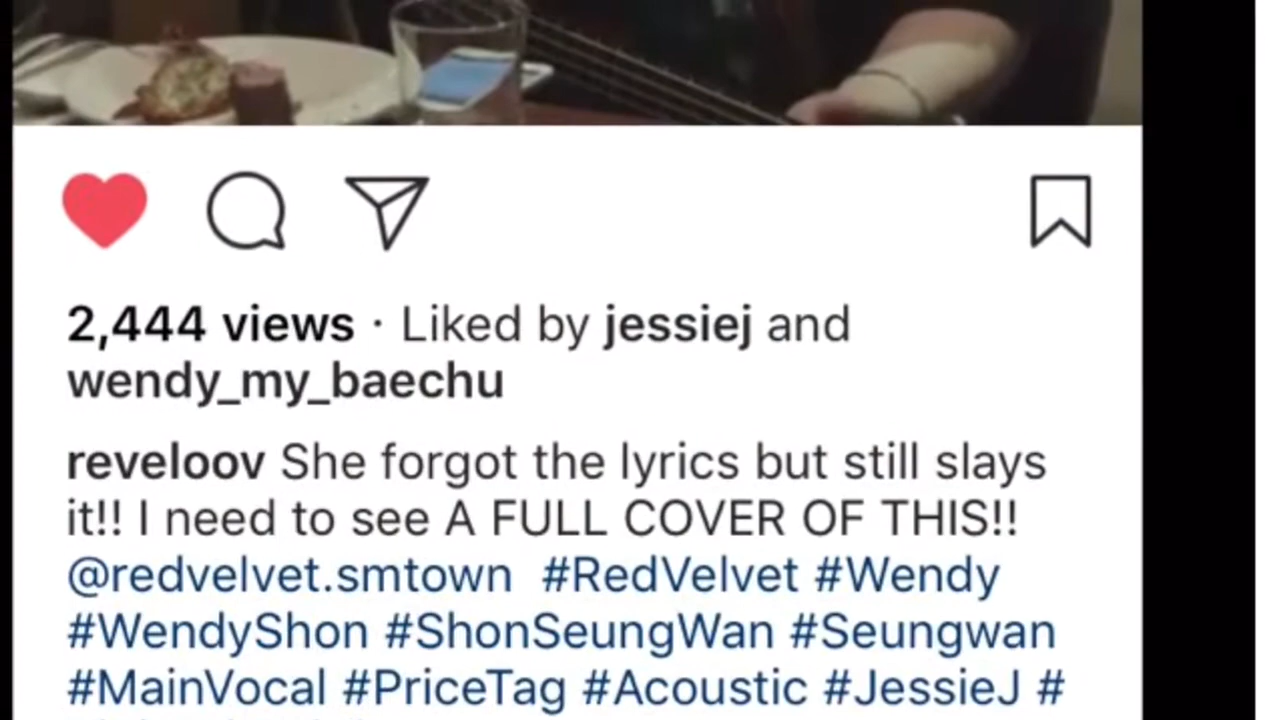 2,444 views · Liked by jessiej and
wendy_my_baechu
reveloov She forgot the lyrics but still slays
it!! I need to see A FULL COVER OF THIS!!
@redvelvet.smtown #RedVelvet #Wendy
#WendyShon #ShonSeungWan #Seungwan
#MainVocal #PriceTag #Acoustic #JessieJ #